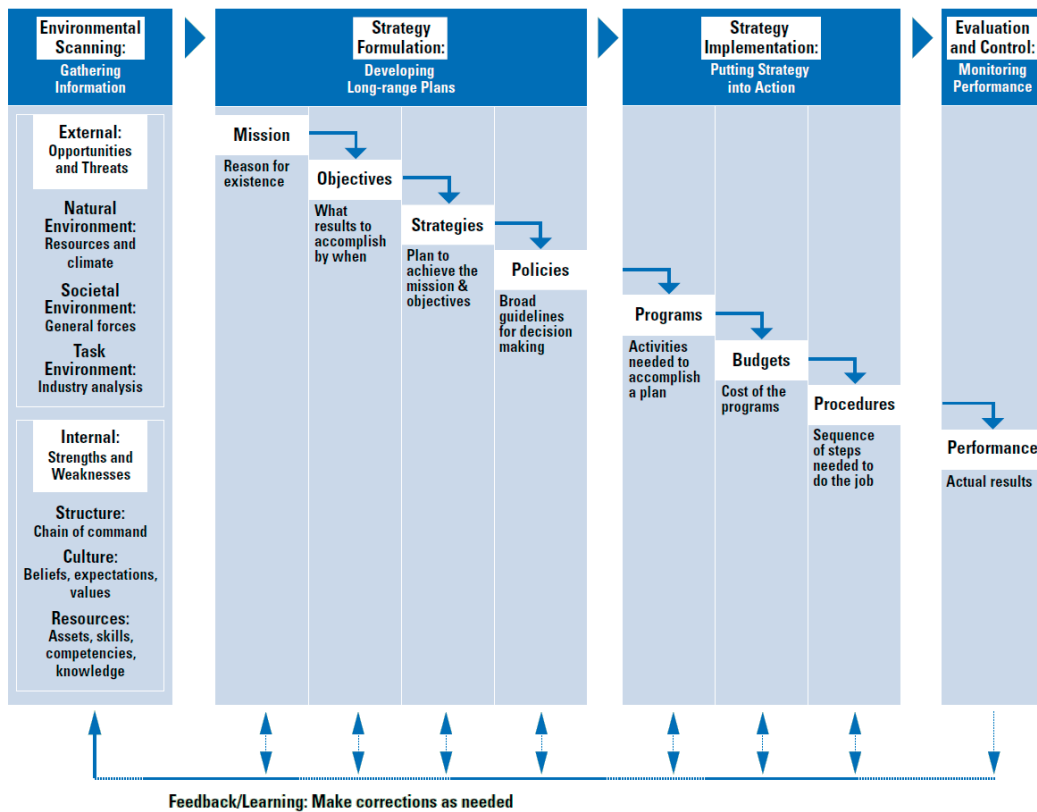 Environmental
Scanning:
Gathering
Information
External:
Opportunities
and Threats
Natural
Environment:
Resources and
climate
Societal
Environment:
General forces
Task
Environment:
Industry analysis
Internal:
Strengths and
Weaknesses
Structure:
Chain of command
Culture:
Beliefs, expectations,
values
Resources:
Assets, skills,
competencies,
knowledge
Strategy
Formulation:
Developing
Long-range Plans
Mission
Reason for
existence
Objectives
What
results to
accomplish
by when
Strategies
Plan to
achieve the
mission &
objectives
Policies
Broad
guidelines
for decision
making
Strategy
Implementation:
Putting Strategy
into Action
Programs
Activities
needed to
accomplish
a plan
Budgets
Cost of the
programs
Procedures
Sequence
of steps
needed to
do the job
Evaluation
and Control:
Monitoring
Performance
Performance
Actual results
Feedback/Learning: Make corrections as needed